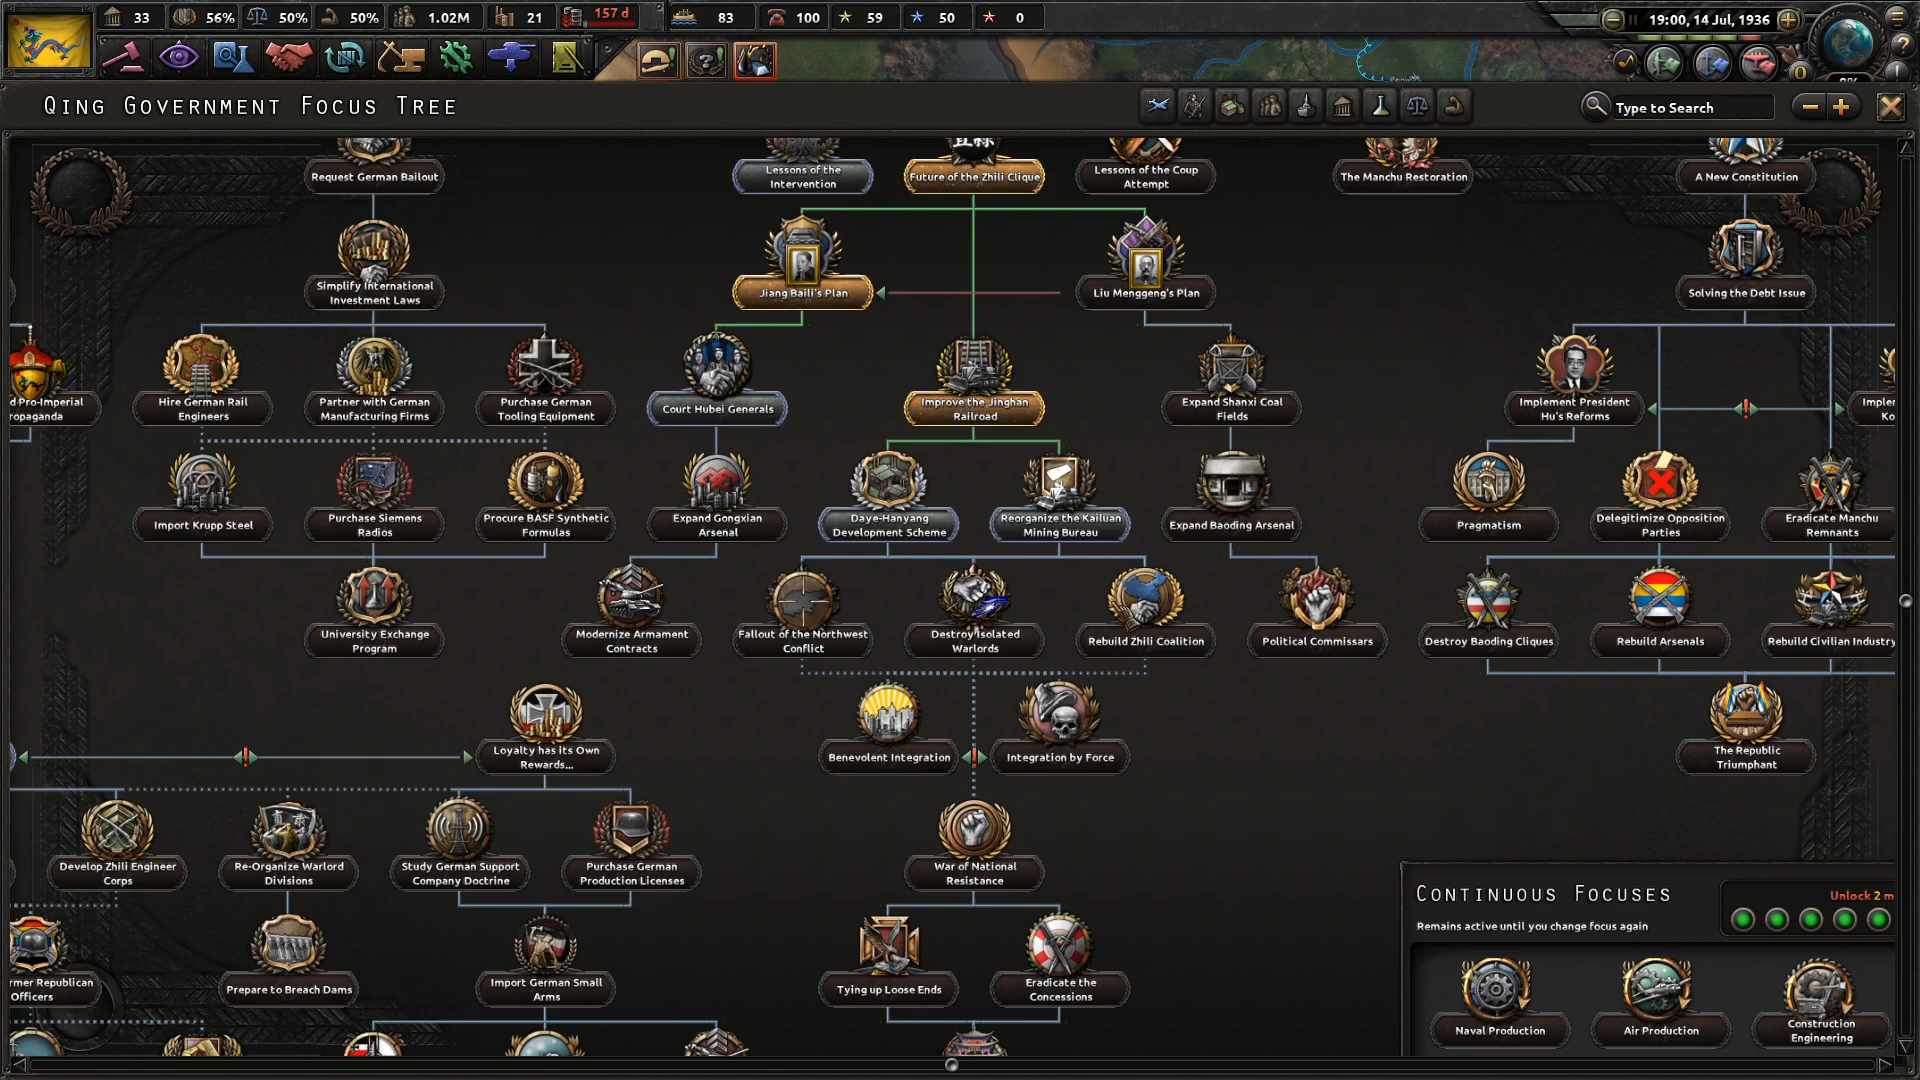 33
56%
50%
50%
1.02M
21
157 d
83
100
59
50
0
19:00, 14 Jul, 1936
0
Qing Government Focus Tree
Type to Search
Request German Bailout
Lessons of the
Intervention
Future of the Zhili Clique
Lessons of the Coup
Attempt
The Manchu Restoration
A New Constitution
Simplify International
Investment Laws
Jiang Baili's Plan
Liu Menggeng's Plan
Solving the Debt Issue
d Pro-Imperial
ropaganda
Hire German Rail
Engineers
Partner with German
Manufacturing Firms
Purchase German
Tooling Equipment
Court Hubei Generals
Improve the Jinghan
Railroad
Expand Shanxi Coal
Fields
Implement President
Hu's Reforms
Impler
Ko
Import Krupp Steel
Purchase Siemens
Radios
Procure BASF Synthetic
Formulas
Expand Gongxian
Arsenal
Daye-Hanyang
Development Scheme
Reorganize the Kailuan
Mining Bureau
Expand Baoding Arsenal
Pragmatism
Delegitimize Opposition
Parties
Eradicate Manchu
Remnants
University Exchange
Program
Modernize Armament
Contracts
Fallout of the Northwest
Conflict
Destroy Isolated
Warlords
Rebuild Zhili Coalition
Political Commissars
Destroy Baoding Cliques
Rebuild Arsenals
Rebuild Civilian Industry
Loyalty has its Own
Rewards...
Benevolent Integration
Integration by Force
The Republic
Triumphant
Develop Zhili Engineer
Corps
Re-Organize Warlord
Divisions
Study German Support
Company Doctrine
Purchase German
Production Licenses
War of National
Resistance
Continuous Focuses
Unlock 2 m
Remains active until you change focus again
rmer Republican
Officers
Prepare to Breach Dams
Import German Small
Arms
Tying up Loose Ends
Eradicate the
Concessions
Naval Production
Air Production
Construction
Engineering